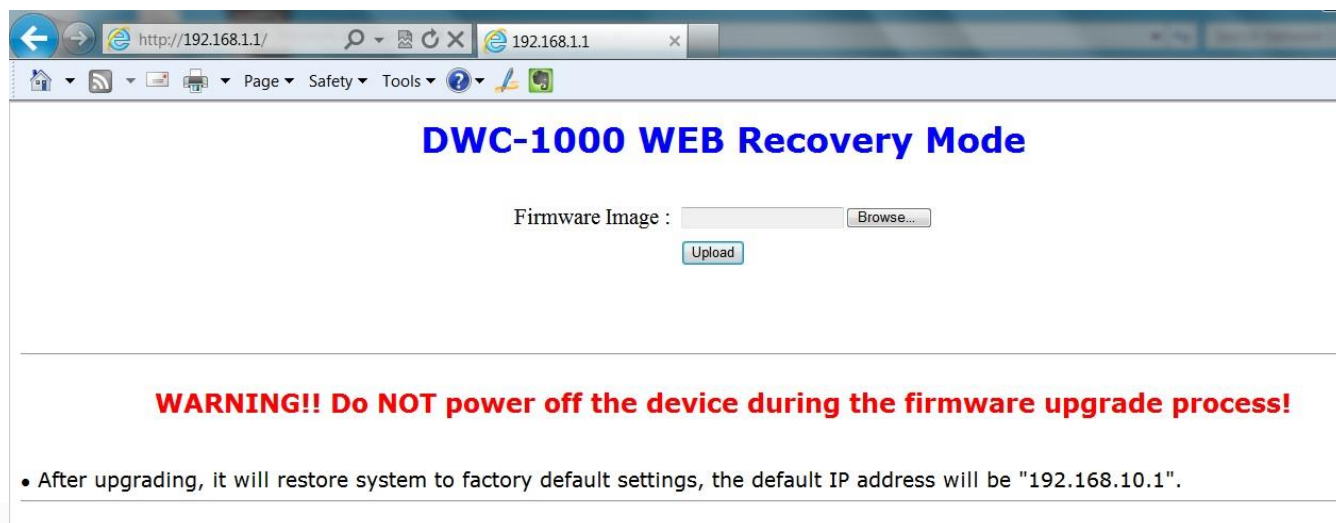 http://192.168.1.1/
192.168.1.1
Page Safety Tools
DWC-1000 WEB Recovery Mode
Firmware Image :
Browse...
Upload
WARNING!! Do NOT power off the device during the firmware upgrade process!
• After upgrading, it will restore system to factory default settings, the default IP address will be "192.168.10.1".